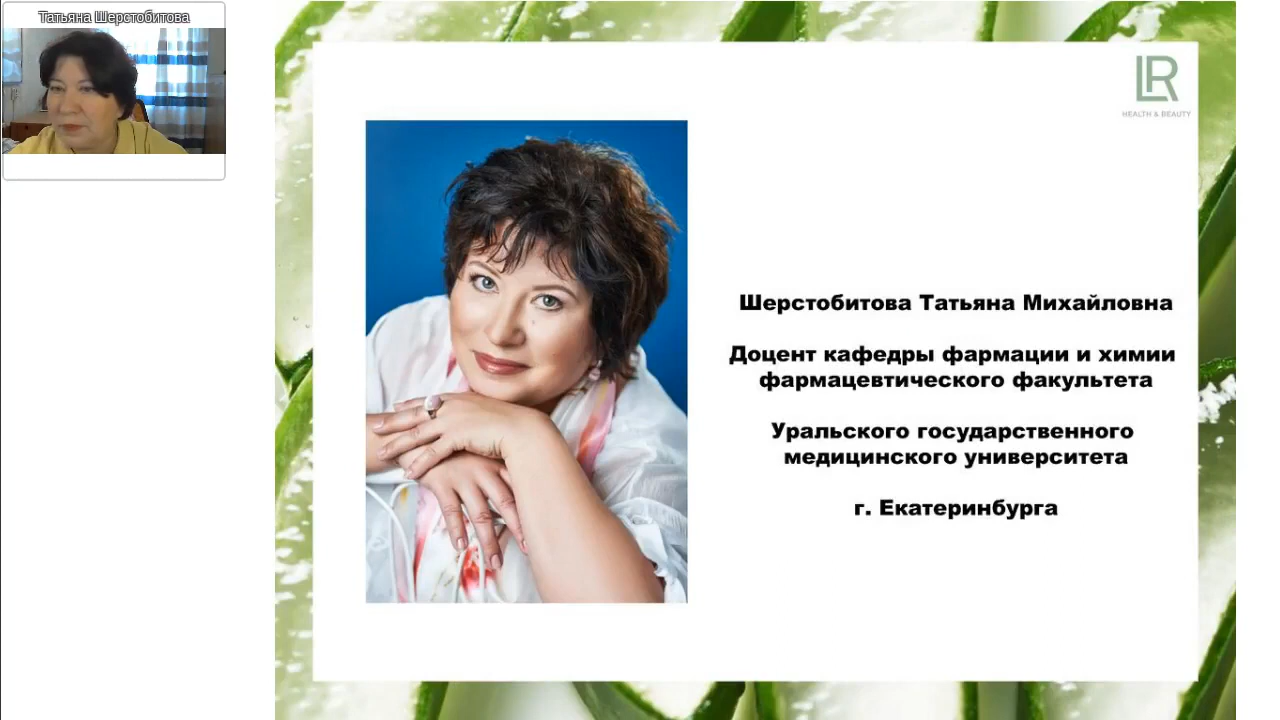 Татьяна Шерстобитова
LR
HEALTH & BEAUTY
Шерстобитова Татьяна Михайловна
Доцент кафедры фармации и химии
фармацевтического факультета
Уральского государственного
медицинского университета
г. Екатеринбурга